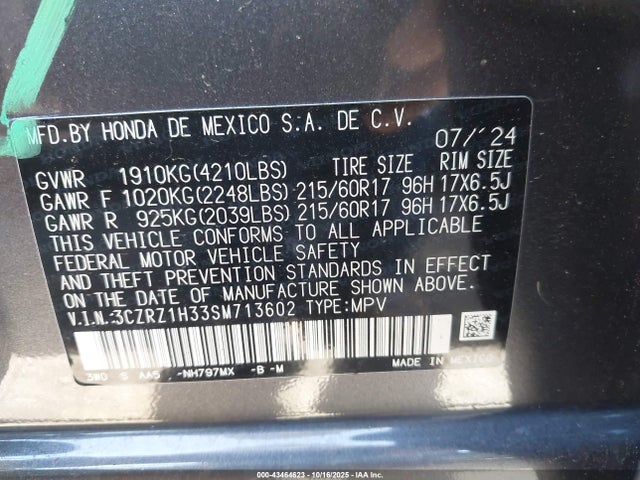 MFD.BY HONDA DE MEXICO S.A. DE C.V. 07/'24
GVWR 1910KG(4210LBS) TIRE SIZE RIM SIZE
GAWR F 1020KG(2248LBS) 215/60R17 96H 17X6.5J
GAWR R 925KG(2039LBS) 215/60R17 96H 17X6.5J
THIS VEHICLE CONFORMS TO ALL APPLICABLE
FEDERAL MOTOR VEHICLE SAFETY
AND THEFT PREVENTION STANDARDS IN EFFECT
ON THE DATE OF MANUFACTURE SHOWN ABOVE.
V.I.N.3CZRZ1H33SM713602 TYPE:MPV
3W0 S AA5 -NH797MX -B -M MADE IN MEXICO
000-43464623 | 10/16/2025 - IAA Inc.